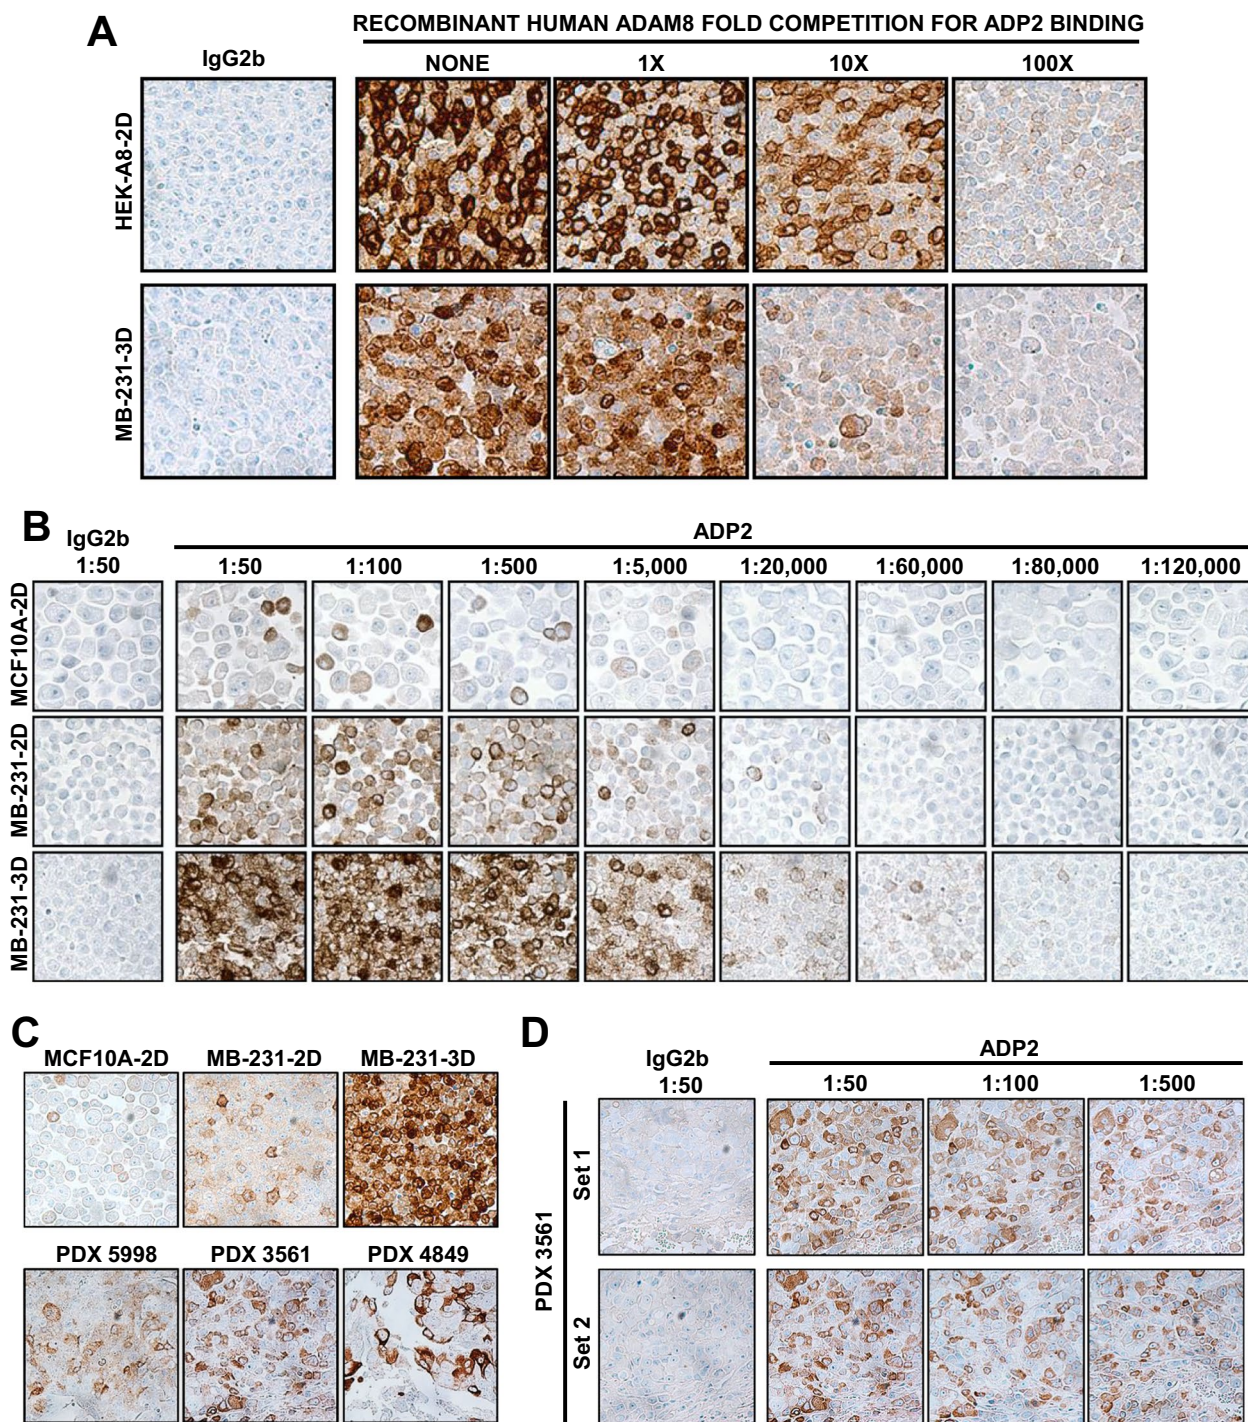 A
RECOMBINANT HUMAN ADAM8 FOLD COMPETITION FOR ADP2 BINDING
IgG2b
NONE
1X
10X
100X
HEK-A8-2D
MB-231-3D
B
IgG2b
ADP2
1:50
1:50
1:100
1:500
1:5,000
1:20,000
1:60,000
1:80,000
1:120,000
MCF10A-2D
MB-231-2D
MB-231-3D
C
MCF10A-2D
MB-231-2D
MB-231-3D
PDX 5998
PDX 3561
PDX 4849
D
IgG2b
ADP2
1:50
1:50
1:100
1:500
PDX 3561
Set 1
Set 2